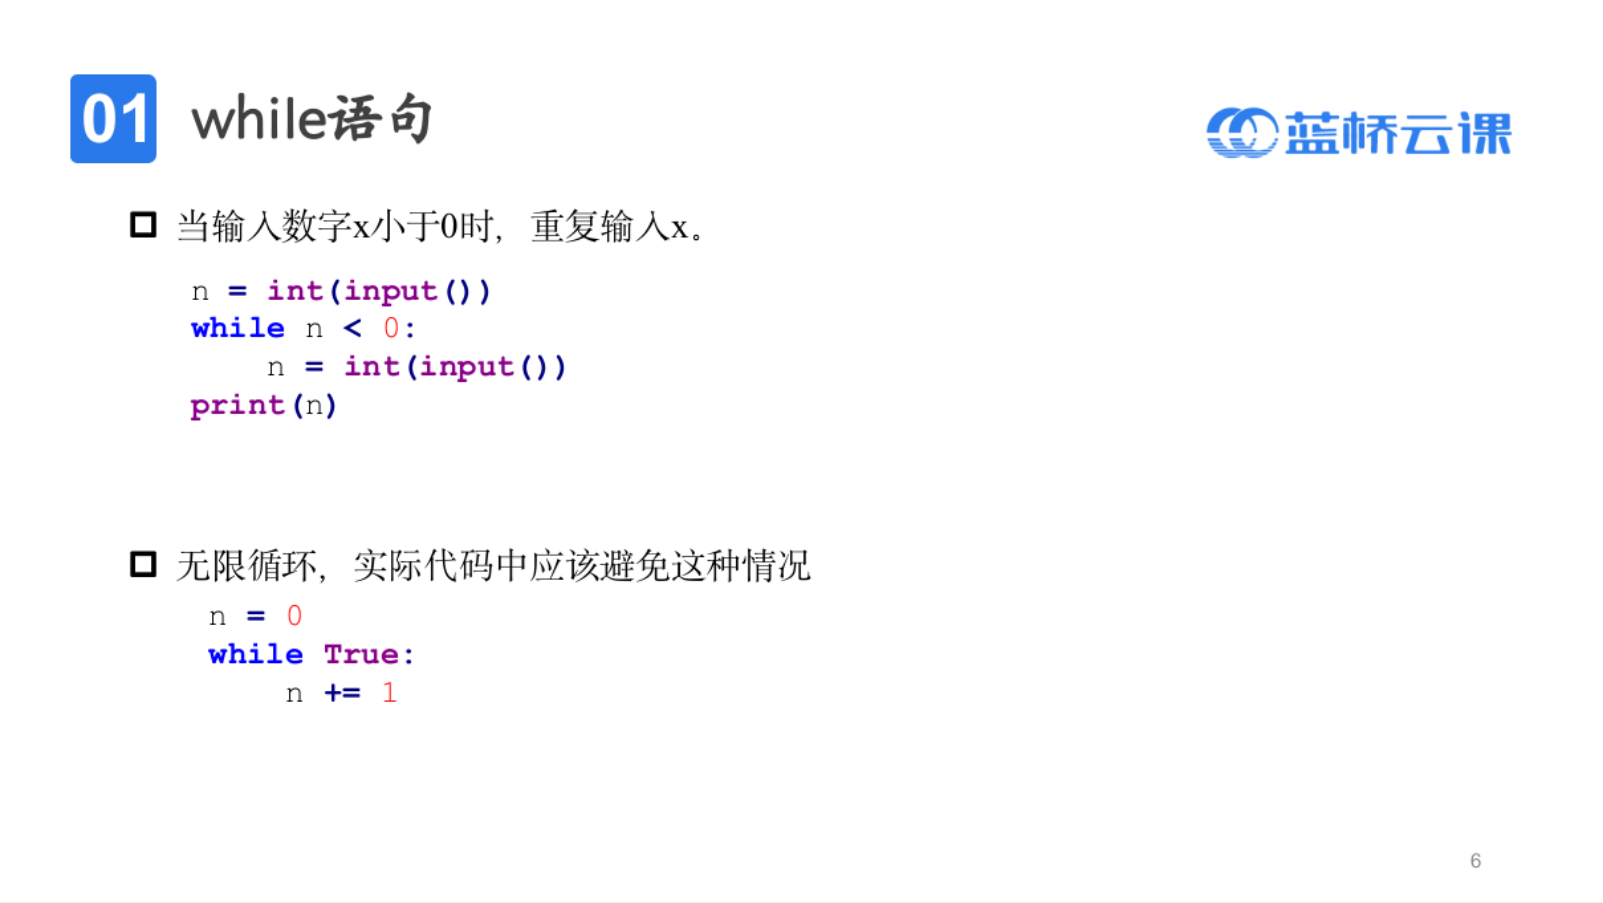 01 while语句
蓝桥云课
当输入数字x小于0时，重复输入x。
n = int(input())
while n < 0:
    n = int(input())
print(n)
无限循环，实际代码中应该避免这种情况
n = 0
while True:
    n += 1
6